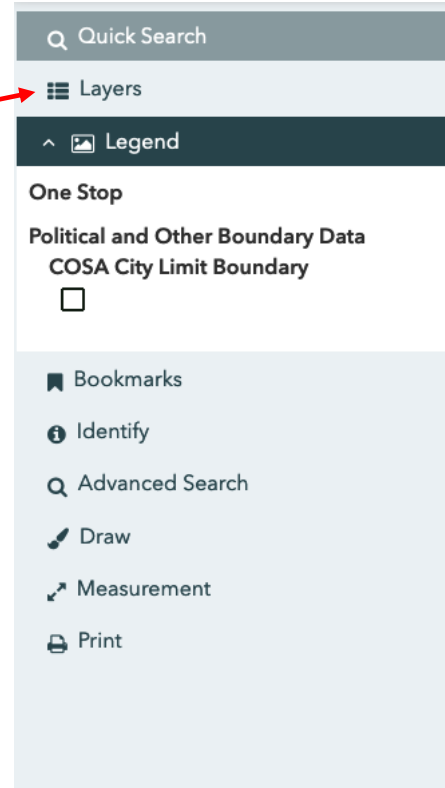 Quick Search
Layers
Legend
One Stop
Political and Other Boundary Data
COSA City Limit Boundary
Bookmarks
Identify
Advanced Search
Draw
Measurement
Print